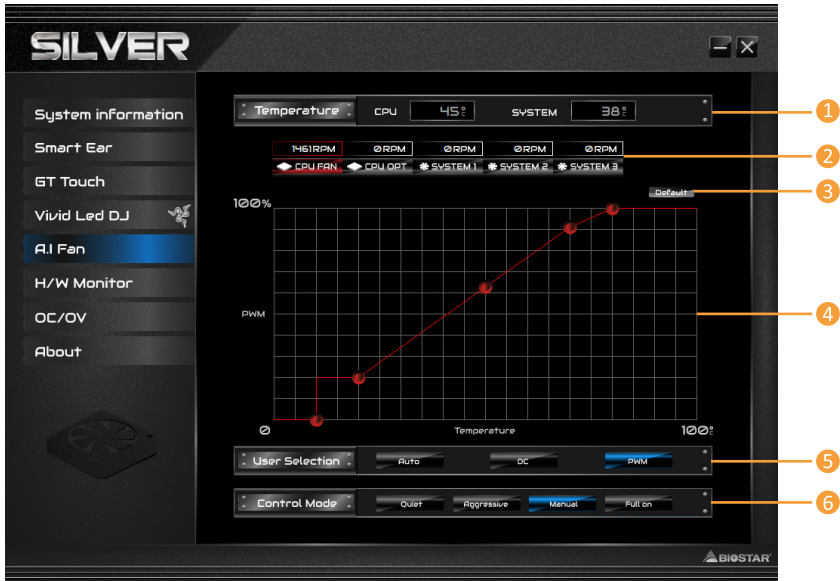 SILVER
System information
Smart Ear
GT Touch
Vivid Led DJ
A.I Fan
H/W Monitor
OC/OV
About
Temperature CPU 45℃ SYSTEM 38℃ 1
1461RPM 0RPM 0RPM 0RPM 0RPM 2
CPU FAN CPU OPT SYSTEM 1 SYSTEM 2 SYSTEM 3
Default 3
100%
PWM 4
0 Temperature 100℃
User Selection Auto DC PWM 5
Control Mode Quiet Aggressive Manual Full on 6
BIOSTAR